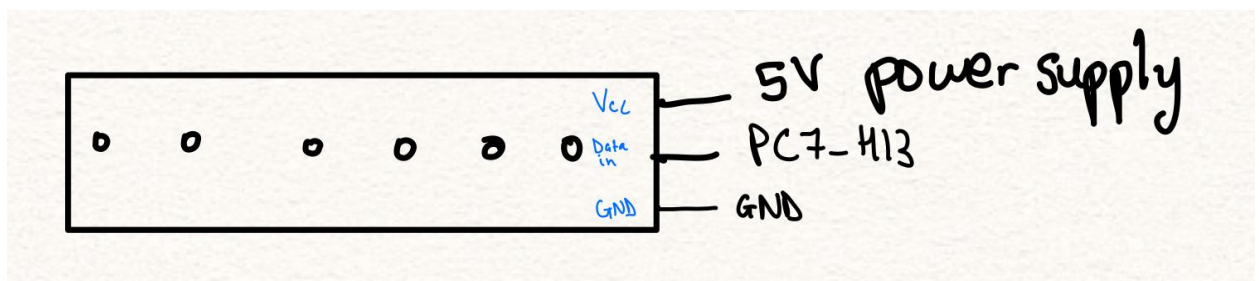 Vcc 5V power supply
Data in PC7-H13
GND GND